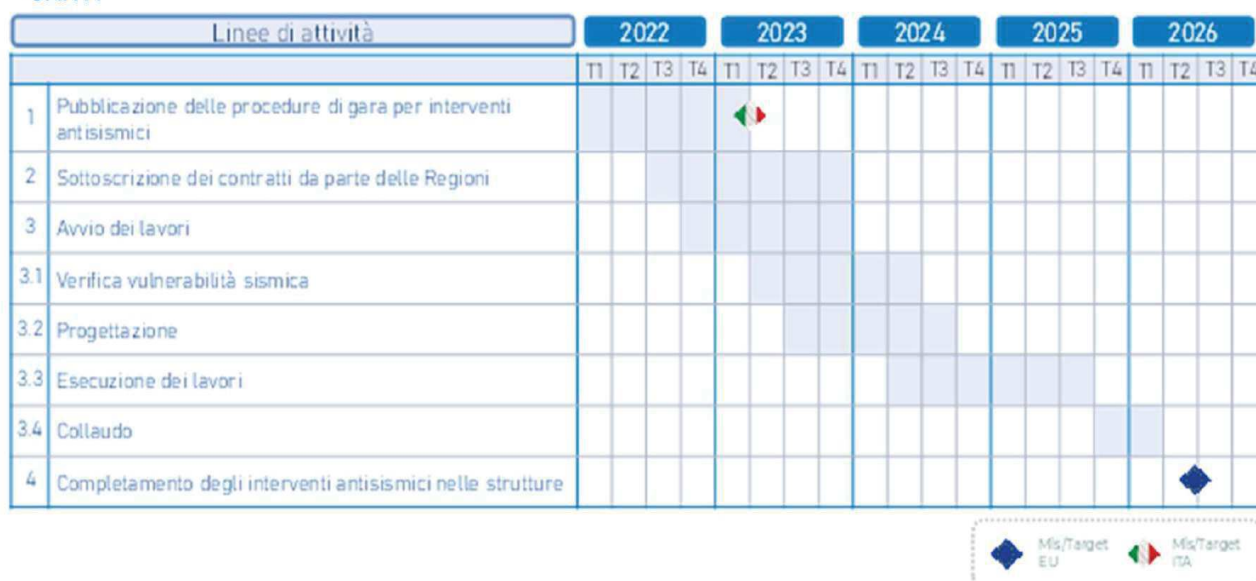 Linee di attività 2022 2023 2024 2025 2026
T1 T2 T3 T4 T1 T2 T3 T4 T1 T2 T3 T4 T1 T2 T3 T4 T1 T2 T3 T4
1 Pubblicazione delle procedure di gara per interventi
antisismici
2 Sottoscrizione dei contratti da parte delle Regioni
3 Avvio dei lavori
3.1 Verifica vulnerabilità sismica
3.2 Progettazione
3.3 Esecuzione dei lavori
3.4 Collaudo
4 Completamento degli interventi antisismici nelle strutture
Mis/Target
EU
Mis/Target
ITA